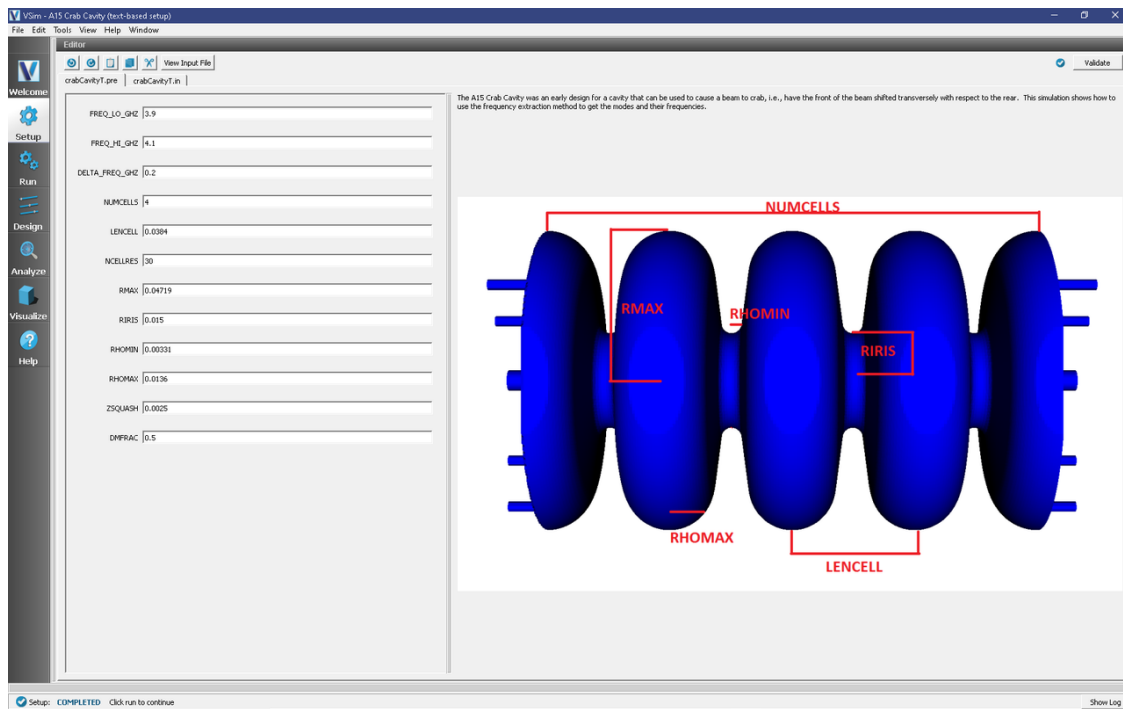 VSim - A15 Crab Cavity (text-based setup)
File Edit Tools View Help Window
Editor
View Input File
Validate
crabCavityT.pre
crabCavityT.in
Welcome
Setup
Run
Design
Analyze
Visualize
Help
FREQ_LO_GHZ 3.9
FREQ_HI_GHZ 4.1
DELTA_FREQ_GHZ 0.2
NUMCELLS 4
LENCELL 0.0384
NCELLRES 30
RMAX 0.04719
RIRIS 0.015
RHOMIN 0.00331
RHOMAX 0.0136
ZSQUASH 0.0025
DMFRAC 0.5
The A15 Crab Cavity was an early design for a cavity that can be used to cause a beam to crab, i.e., have the front of the beam shifted transversely with respect to the rear. This simulation shows how to
use the frequency extraction method to get the modes and their frequencies.
NUMCELLS
RMAX
RHOMIN
RIRIS
RHOMAX
LENCELL
Setup: COMPLETED Click run to continue
Show Log